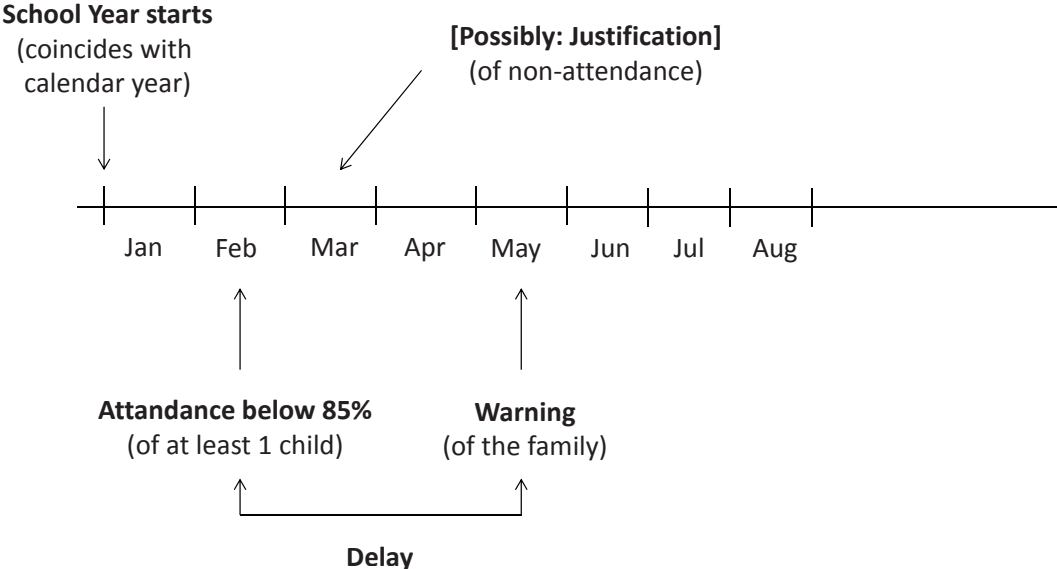 School Year starts
(coincides with
calendar year)
[Possibly: Justification]
(of non-attendance)
Jan Feb Mar Apr May Jun Jul Aug
Attandance below 85%
(of at least 1 child)
Warning
(of the family)
Delay